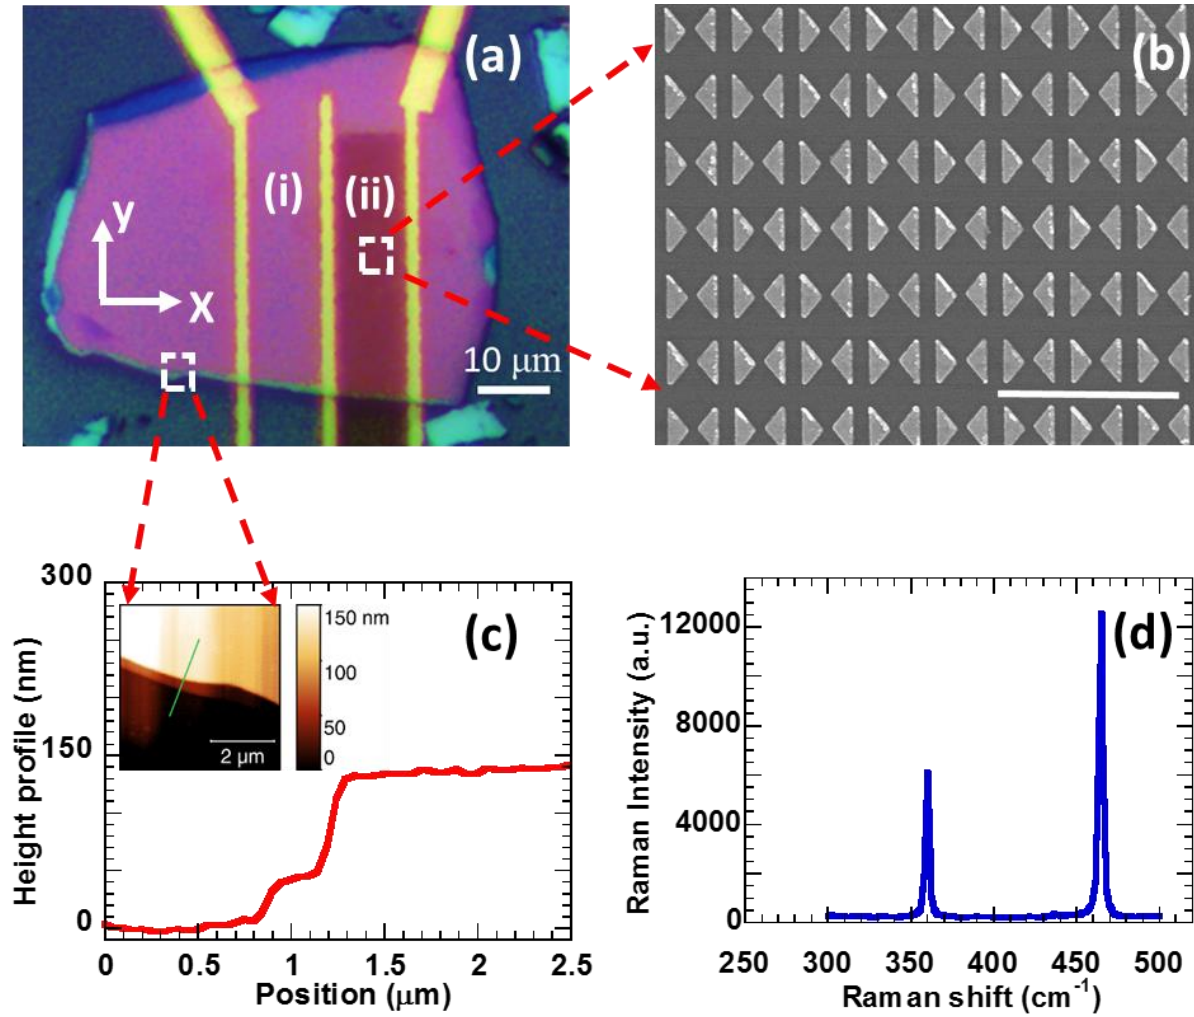 (a)
(i)
(ii)
y
X
10 μm
(b)
300
150
0
Height profile (nm)
150 nm
100
50
0
2 μm
(c)
0 0.5 1 1.5 2 2.5
Position (μm)
12000
8000
4000
0
Raman Intensity (a.u.)
(d)
250 300 350 400 450 500
Raman shift (cm⁻¹)